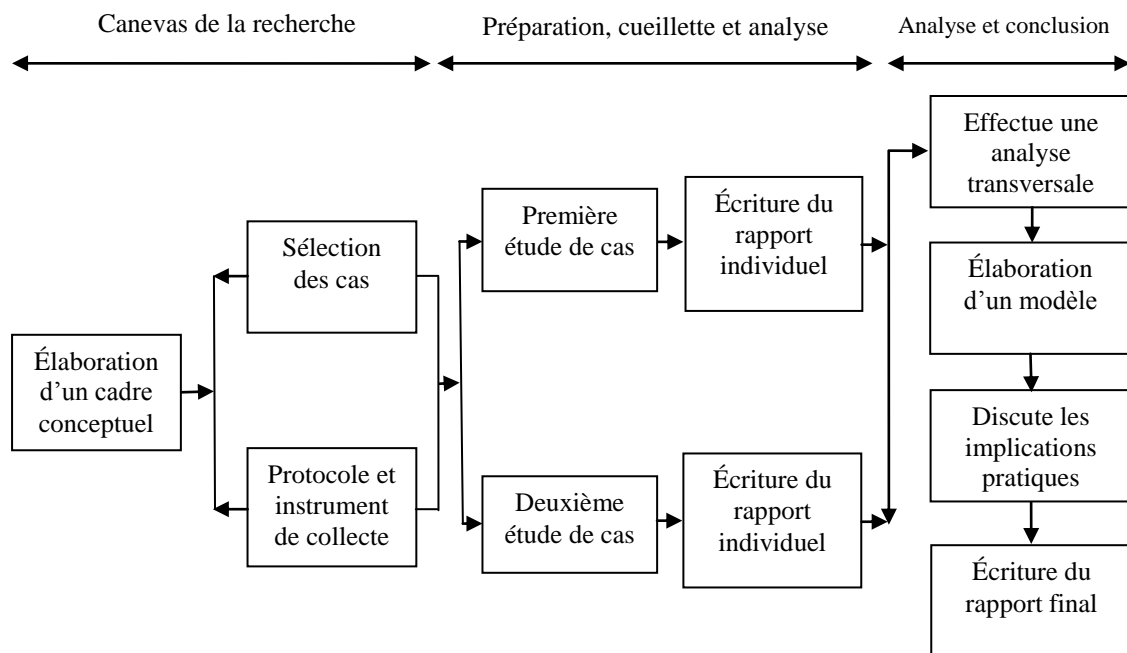 Canevas de la recherche
Préparation, cueillette et analyse
Analyse et conclusion
Élaboration
d'un cadre
conceptuel
Sélection
des cas
Protocole et
instrument
de collecte
Première
étude de cas
Écriture du
rapport
individuel
Deuxième
étude de cas
Écriture du
rapport
individuel
Effectue une
analyse
transversale
Élaboration
d'un modèle
Discute les
implications
pratiques
Écriture du
rapport final